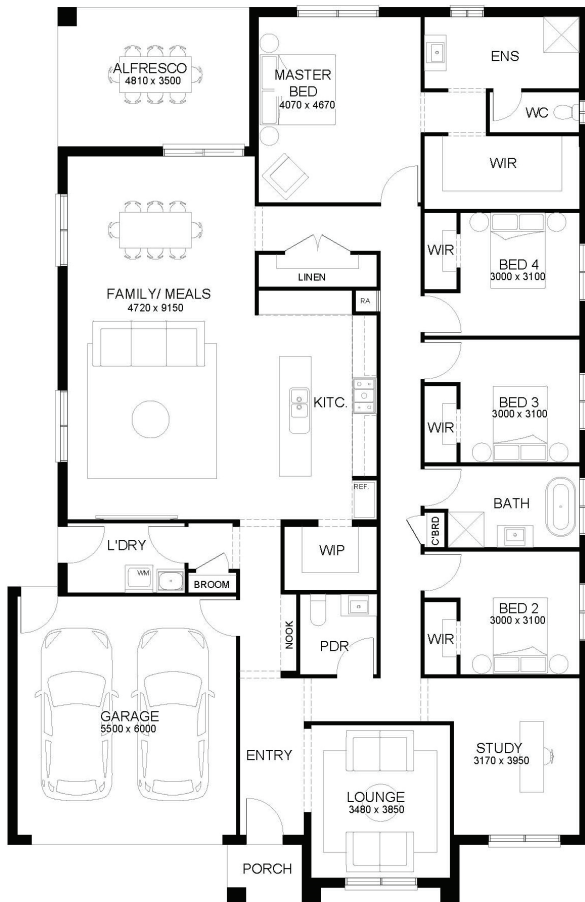 ALFRESCO
4810 x 3500
MASTER
BED
4070 x 4670
ENS
WC
WIR
WIR
BED 4
3000 x 3100
LINEN
RA
FAMILY/ MEALS
4720 x 9150
KITC.
REF.
BED 3
3000 x 3100
WIR
BATH
C'BRD
L'DRY
WM
BROOM
WIP
NOOK
PDR
BED 2
3000 x 3100
WIR
GARAGE
5500 x 6000
ENTRY
LOUNGE
3480 x 3850
STUDY
3170 x 3950
PORCH